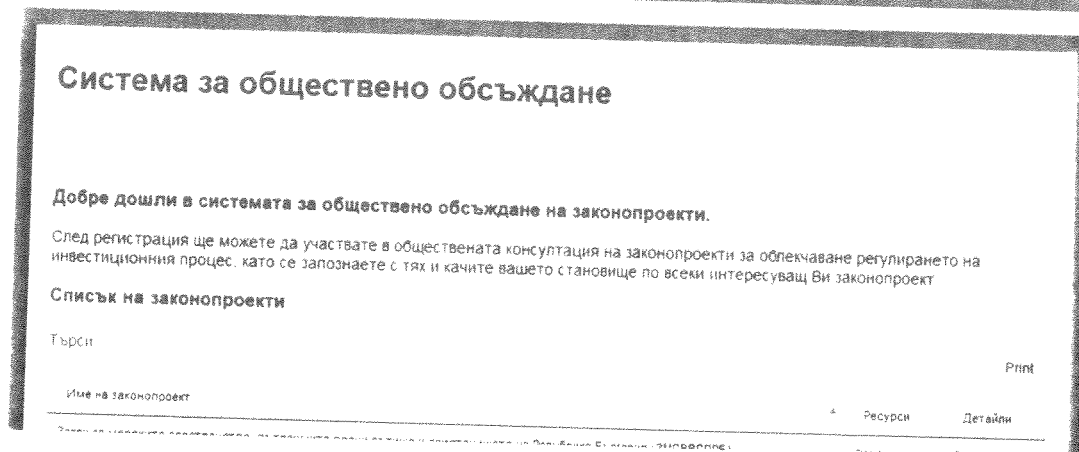 Система за обществено обсъждане
Добре дошли в системата за обществено обсъждане на законопроекти.
След регистрация ще можете да участвате в обществената консултация на законопроекти за облекчаване регулирането на
инвестиционния процес, като се запознаете с тях и качите вашето становище по всеки интересуващ Ви законопроект
Списък на законопроекти
Търси
Print
Име на законопроект Ресурси Детайли